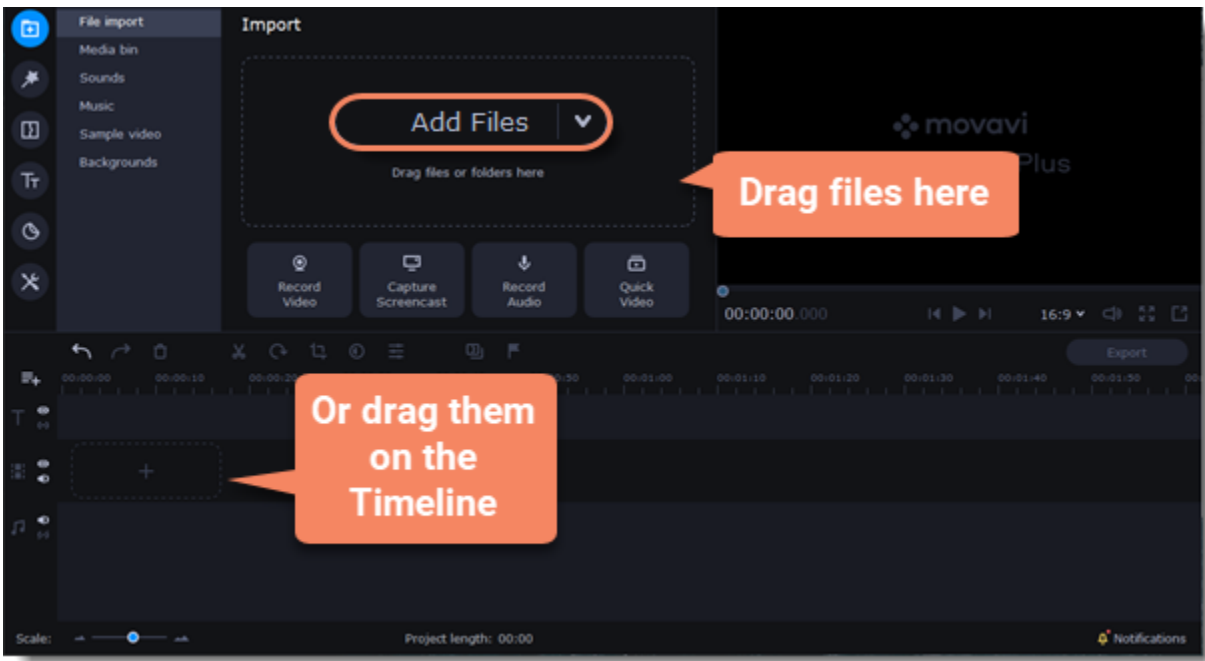 File import
Media bin
Sounds
Music
Sample video
Backgrounds
Import
Add Files
Drag files or folders here
Record
Video
Capture
Screencast
Record
Audio
Quick
Video
movavi
Plus
Drag files here
00:00:00.000
16:9
Export
00:00:00 00:00:10 00:00:20 00:01:00 00:01:10 00:01:20 00:01:30 00:01:40 00:01:50
Or drag them
on the
Timeline
T
Scale:
Project length: 00:00
Notifications